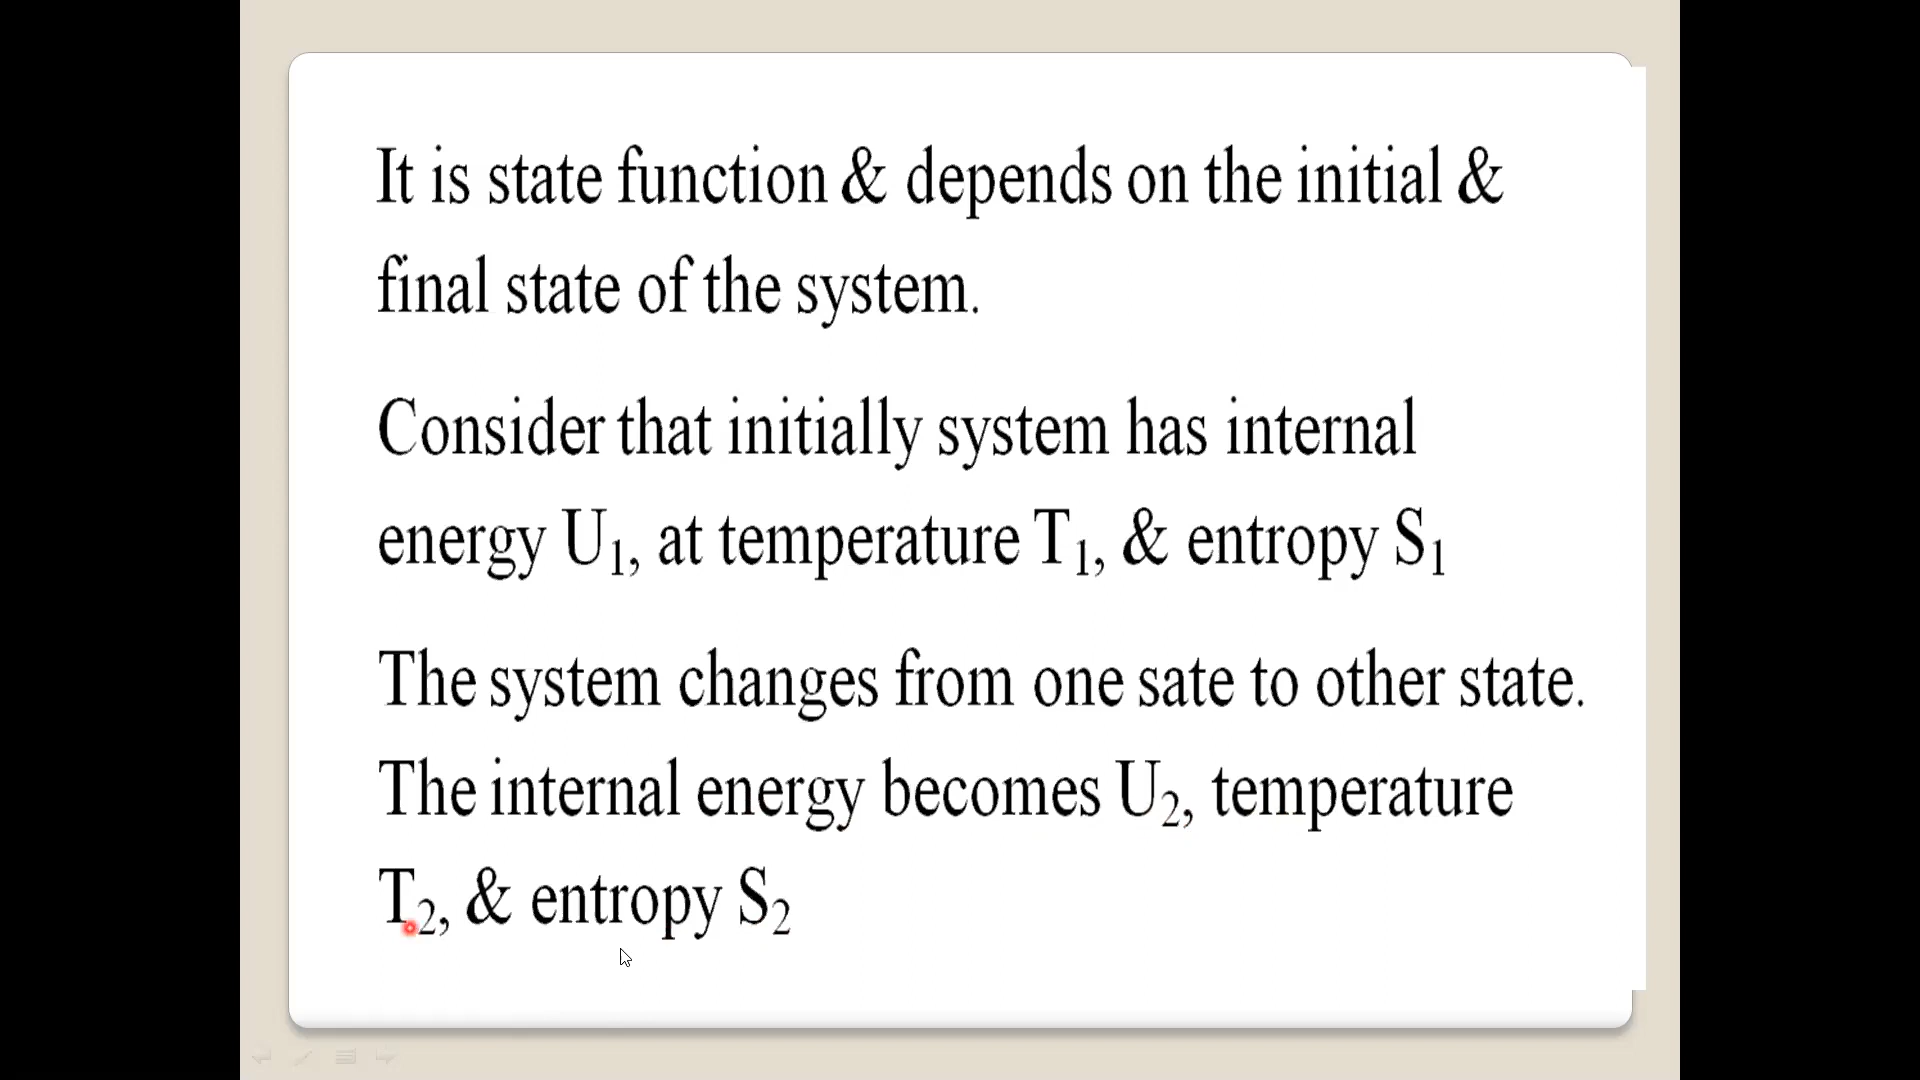 It is state function & depends on the initial &
final state of the system.
Consider that initially system has internal
energy U₁, at temperature T₁, & entropy S₁
The system changes from one sate to other state.
The internal energy becomes U₂, temperature
T₂, & entropy S₂